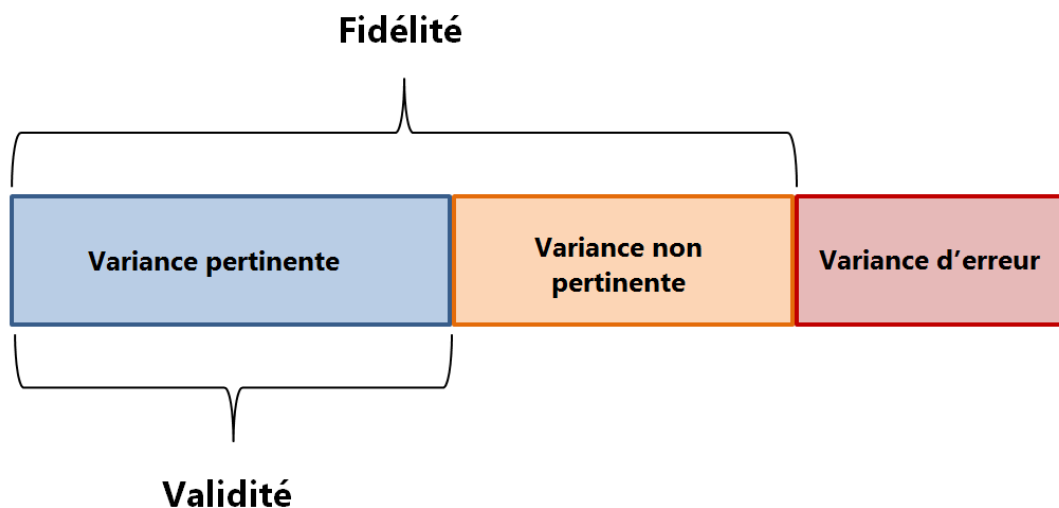 Fidélité
Variance pertinente
Variance non
pertinente
Variance d’erreur
Validité